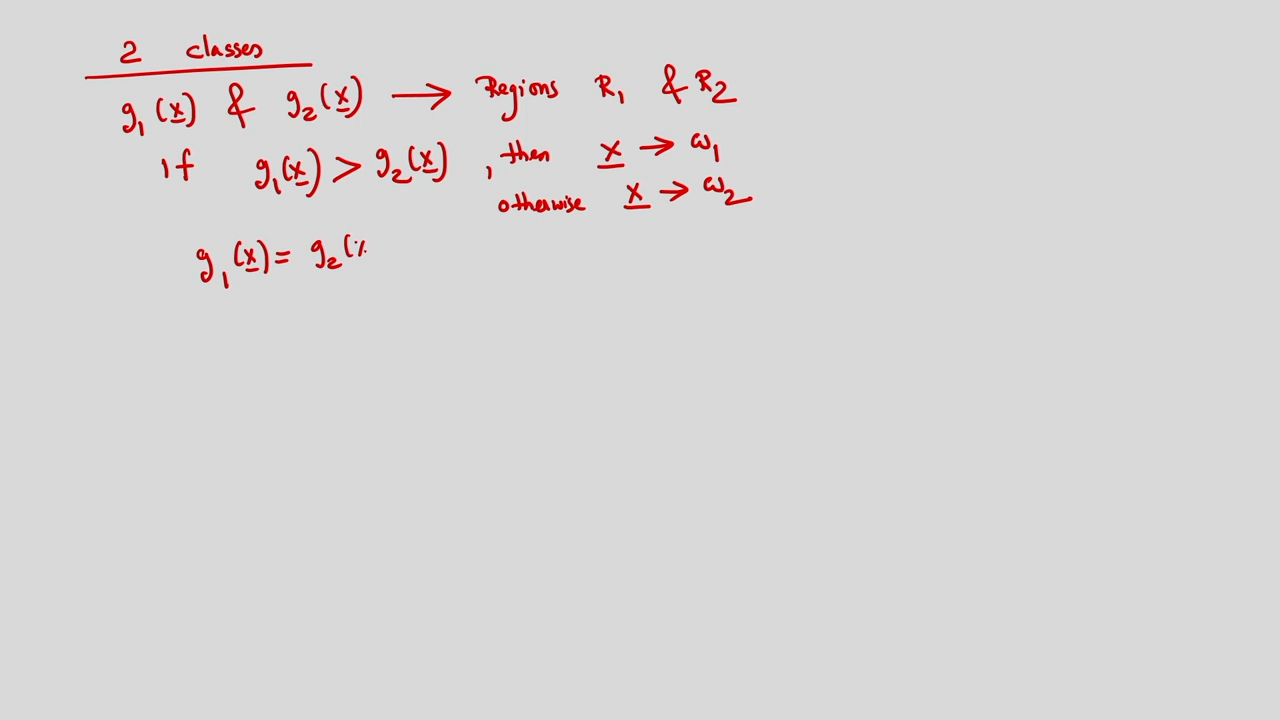 2 classes
g₁(x) & g₂(x) → Regions R₁ & R₂
if g₁(x) > g₂(x), then x → ω₁
otherwise x → ω₂
g₁(x) = g₂(x